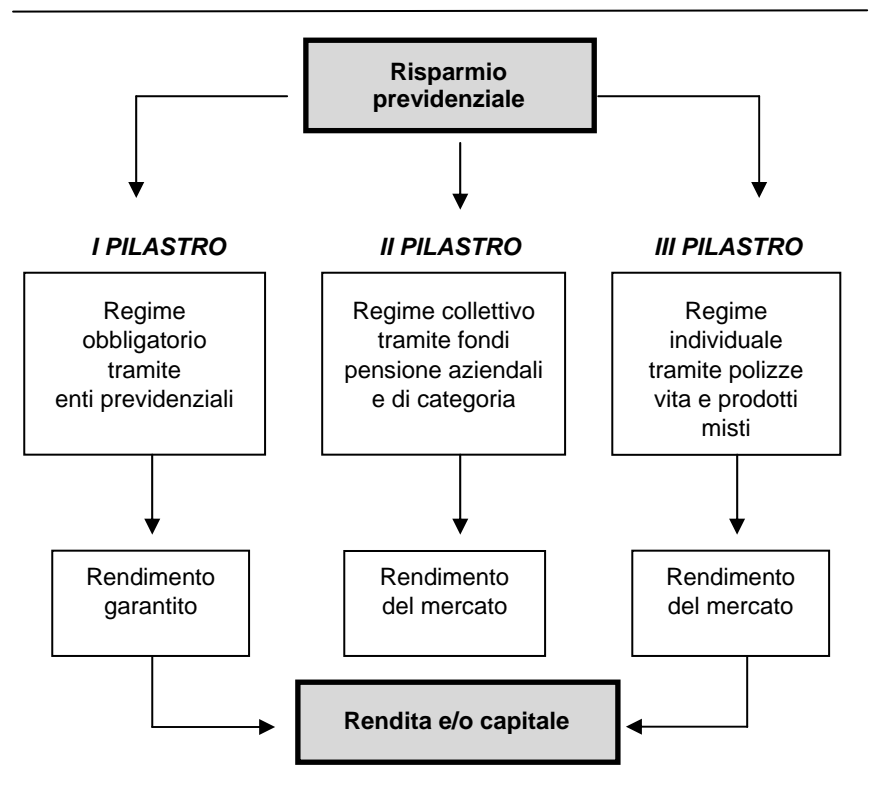 Risparmio
previdenziale
I PILASTRO
II PILASTRO
III PILASTRO
Regime
obbligatorio
tramite
enti previdenziali
Regime collettivo
tramite fondi
pensione aziendali
e di categoria
Regime
individuale
tramite polizze
vita e prodotti
misti
Rendimento
garantito
Rendimento
del mercato
Rendimento
del mercato
Rendita e/o capitale